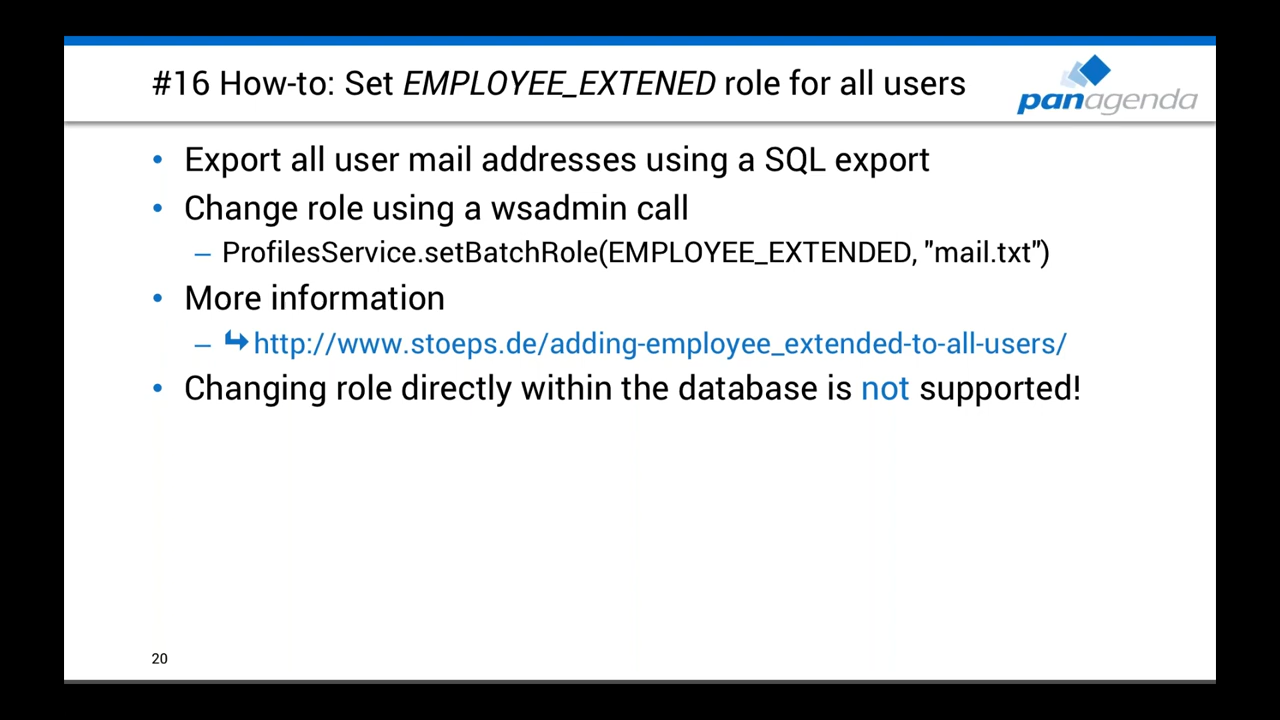 #16 How-to: Set EMPLOYEE_EXTENED role for all users
panagenda
• Export all user mail addresses using a SQL export
• Change role using a wsadmin call
– ProfilesService.setBatchRole(EMPLOYEE_EXTENDED, "mail.txt")
• More information
– ↪ http://www.stoeps.de/adding-employee_extended-to-all-users/
• Changing role directly within the database is not supported!
20